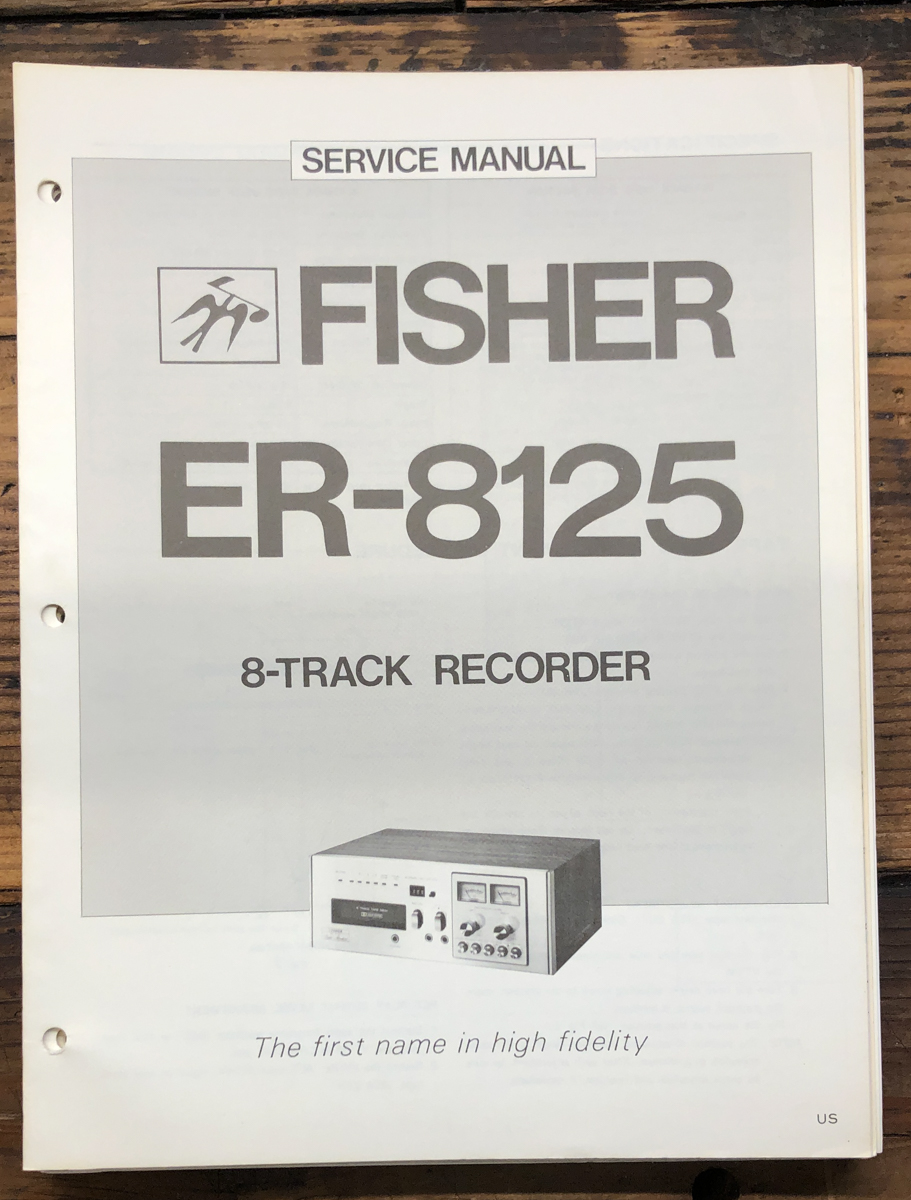 SERVICE MANUAL
FISHER
ER-8125
8-TRACK RECORDER
The first name in high fidelity
US